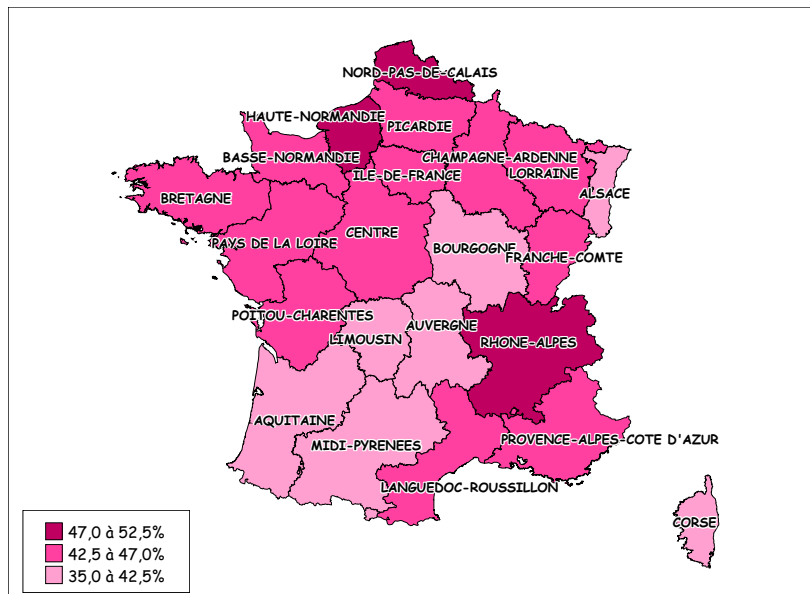 NORD-PAS-DE-CALAIS
HAUTE-NORMANDIE
PICARDIE
BASSE-NORMANDIE
CHAMPAGNE-ARDENNE
ILE-DE-FRANCE
LORRAINE
ALSACE
BRETAGNE
CENTRE
PAYS DE LA LOIRE
BOURGOGNE
FRANCHE-COMTE
POITOU-CHARENTES
AUVERGNE
LIMOUSIN
RHONE-ALPES
AQUITAINE
MIDI-PYRENEES
PROVENCE-ALPES-COTE D'AZUR
LANGUEDOC-ROUSSILLON
CORSE
47,0 à 52,5%
42,5 à 47,0%
35,0 à 42,5%